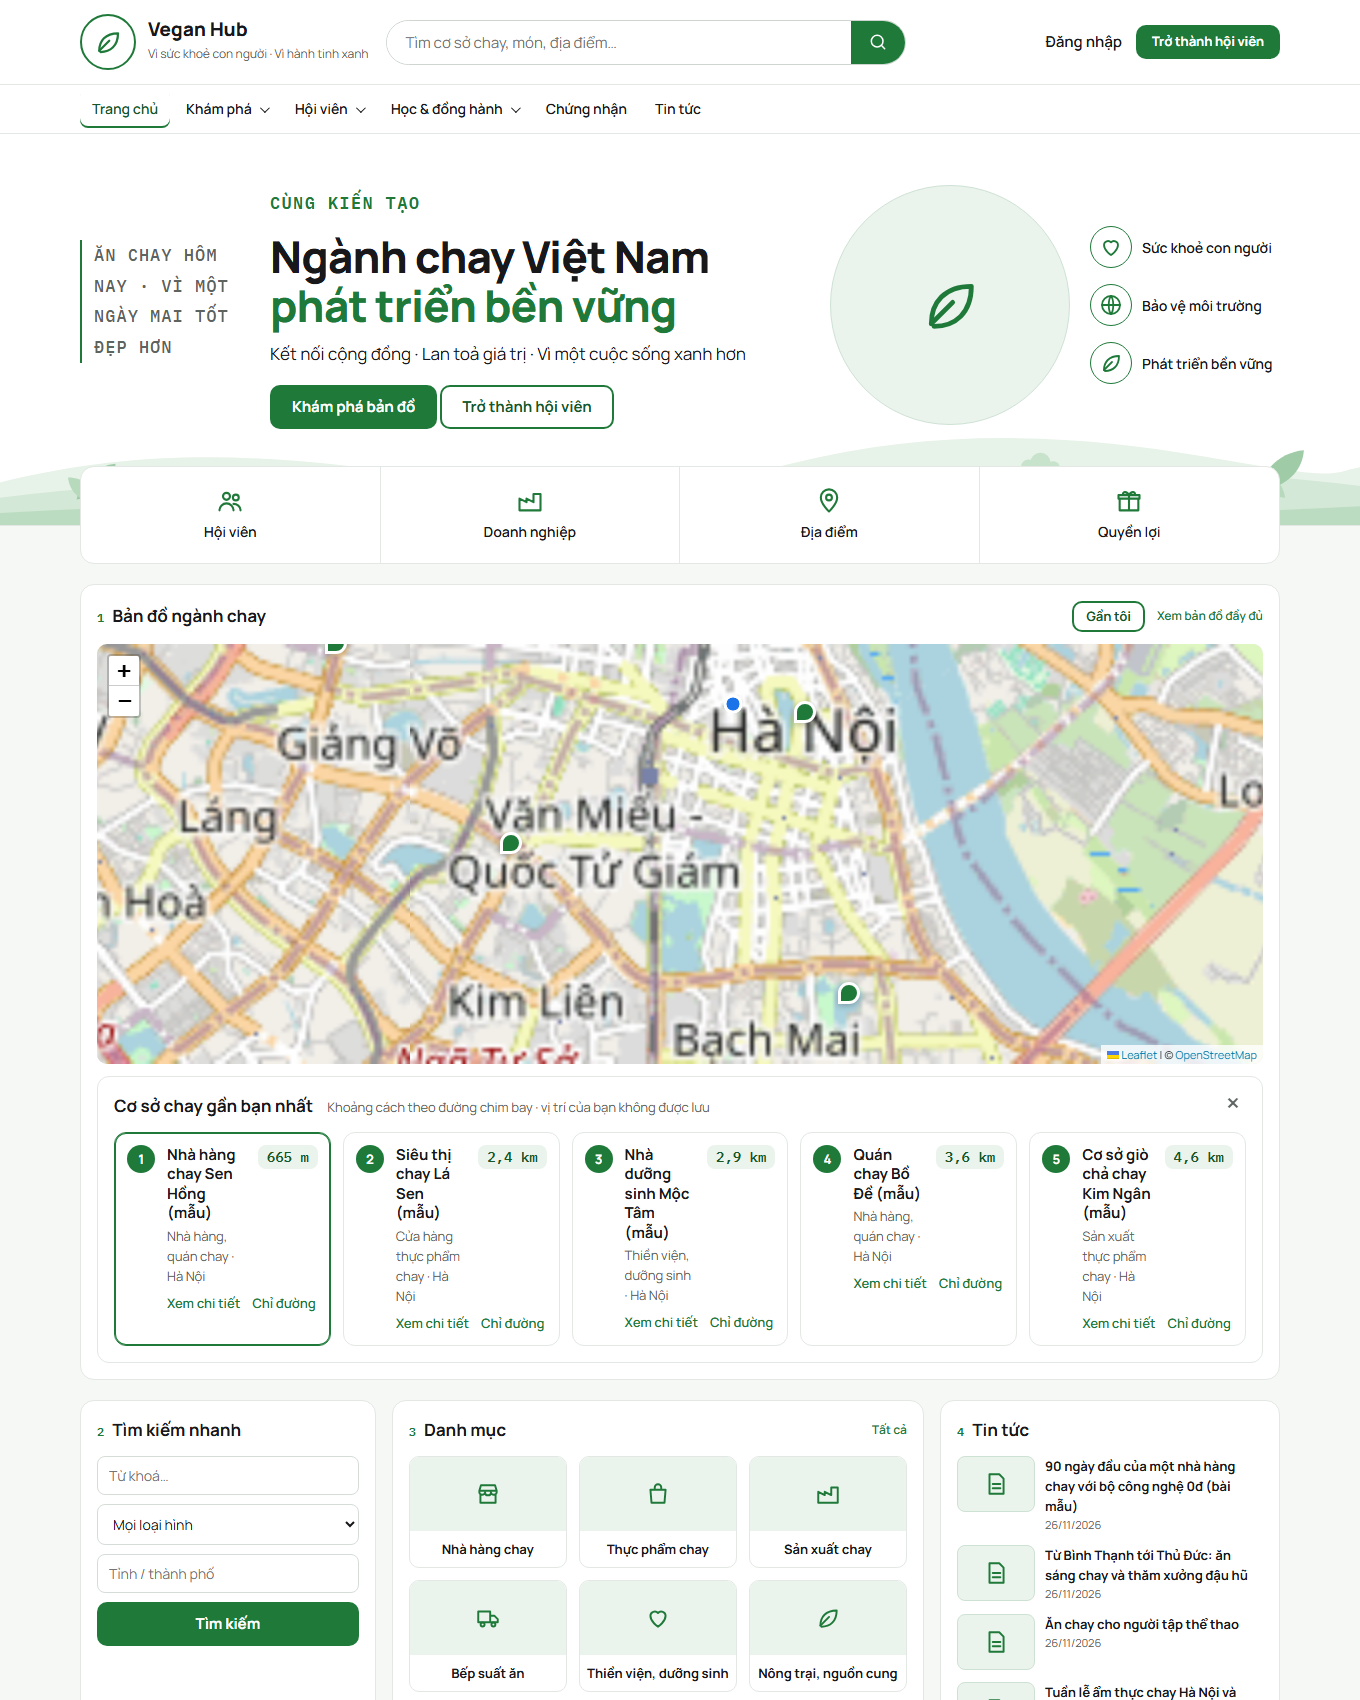 Vegan Hub
Vì sức khoẻ con người · Vì hành tinh xanh
Tìm cơ sở chay, món, địa điểm...
Đăng nhập
Trở thành hội viên
Trang chủ
Khám phá
Hội viên
Học & đồng hành
Chứng nhận
Tin tức
ĂN CHAY HÔM
NAY · VÌ MỘT
NGÀY MAI TỐT
ĐẸP HƠN
CÙNG KIẾN TẠO
Ngành chay Việt Nam
phát triển bền vững
Kết nối cộng đồng · Lan toả giá trị · Vì một cuộc sống xanh hơn
Khám phá bản đồ
Trở thành hội viên
Sức khoẻ con người
Bảo vệ môi trường
Phát triển bền vững
Hội viên
Doanh nghiệp
Địa điểm
Quyền lợi
1 Bản đồ ngành chay
Gần tôi
Xem bản đồ đầy đủ
+
−
Giảng Võ
Hà Nội
Láng
Văn Miếu -
Quốc Tử Giám
Lo
n Hoà
Kim Liên
Bạch Mai
Ngã Tư Sở
Leaflet | © OpenStreetMap
Cơ sở chay gần bạn nhất
Khoảng cách theo đường chim bay · vị trí của bạn không được lưu
×
1
Nhà hàng
chay Sen
Hồng
(mẫu)
665 m
Nhà hàng,
quán chay ·
Hà Nội
Xem chi tiết
Chỉ đường
2
Siêu thị
chay Lá
Sen
(mẫu)
2,4 km
Cửa hàng
thực phẩm
chay · Hà
Nội
Xem chi tiết
Chỉ đường
3
Nhà
dưỡng
sinh Mộc
Tâm
(mẫu)
2,9 km
Thiền viện,
dưỡng sinh
· Hà Nội
Xem chi tiết
Chỉ đường
4
Quán
chay Bồ
Đề (mẫu)
3,6 km
Nhà hàng,
quán chay ·
Hà Nội
Xem chi tiết
Chỉ đường
5
Cơ sở giò
chả chay
Kim Ngân
(mẫu)
4,6 km
Sản xuất
thực phẩm
chay · Hà
Nội
Xem chi tiết
Chỉ đường
2 Tìm kiếm nhanh
Từ khoá...
Mọi loại hình
Tỉnh / thành phố
Tìm kiếm
3 Danh mục
Tất cả
Nhà hàng chay
Thực phẩm chay
Sản xuất chay
Bếp suất ăn
Thiền viện, dưỡng sinh
Nông trại, nguồn cung
4 Tin tức
90 ngày đầu của một nhà hàng
chay với bộ công nghệ 0đ (bài
mẫu)
26/11/2026
Từ Bình Thạnh tới Thủ Đức: ăn
sáng chay và thăm xưởng đậu hũ
26/11/2026
Ăn chay cho người tập thể thao
26/11/2026
Tuần lễ ẩm thực chay Hà Nội và